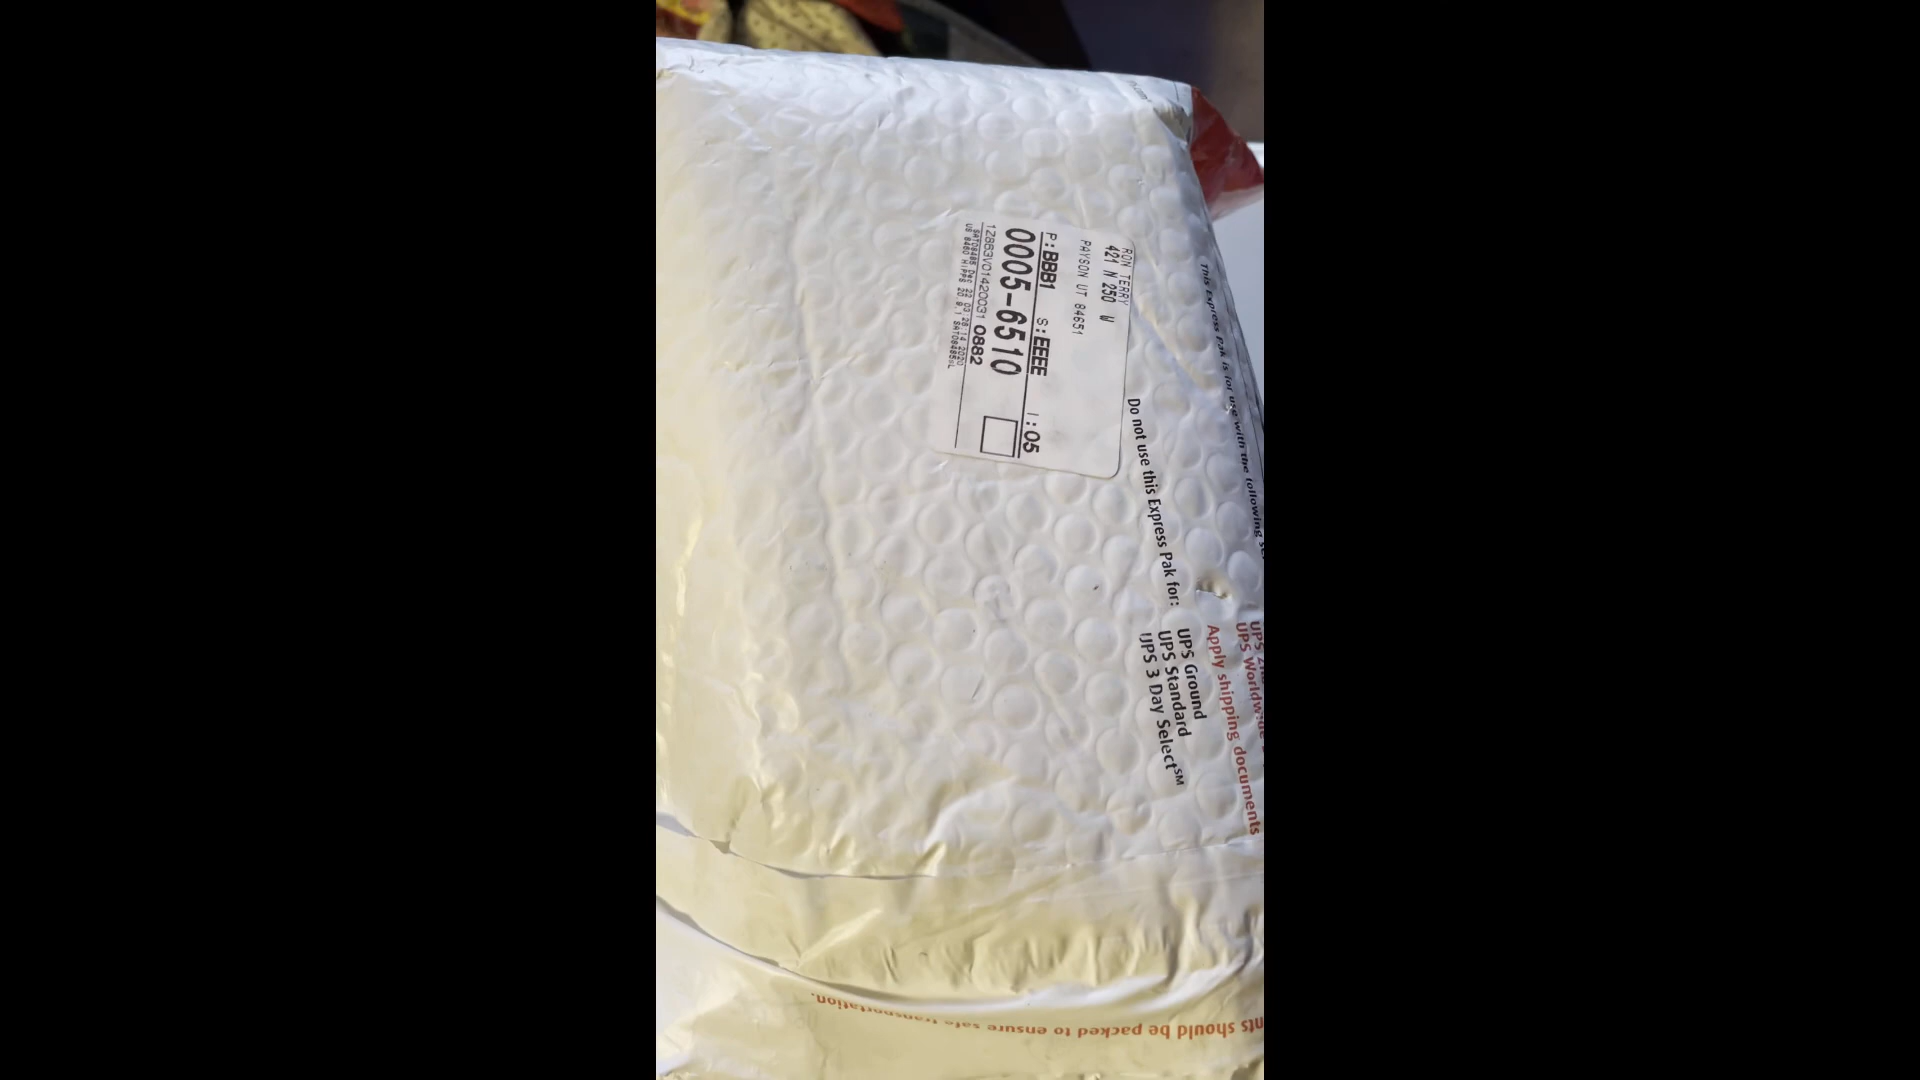 RON TERRY
421 N 250 W
PAYSON UT 84651
P:BBB1 S:EEEE I:05
0005-6510
1ZB63V01420031 0882
This Express Pak is for use with the following
Do not use this Express Pak for:
UPS Ground
UPS Standard
UPS 3 Day Select℠
UPS
UPS Worldwide
Apply shipping documents
should be packed to ensure safe transportation.